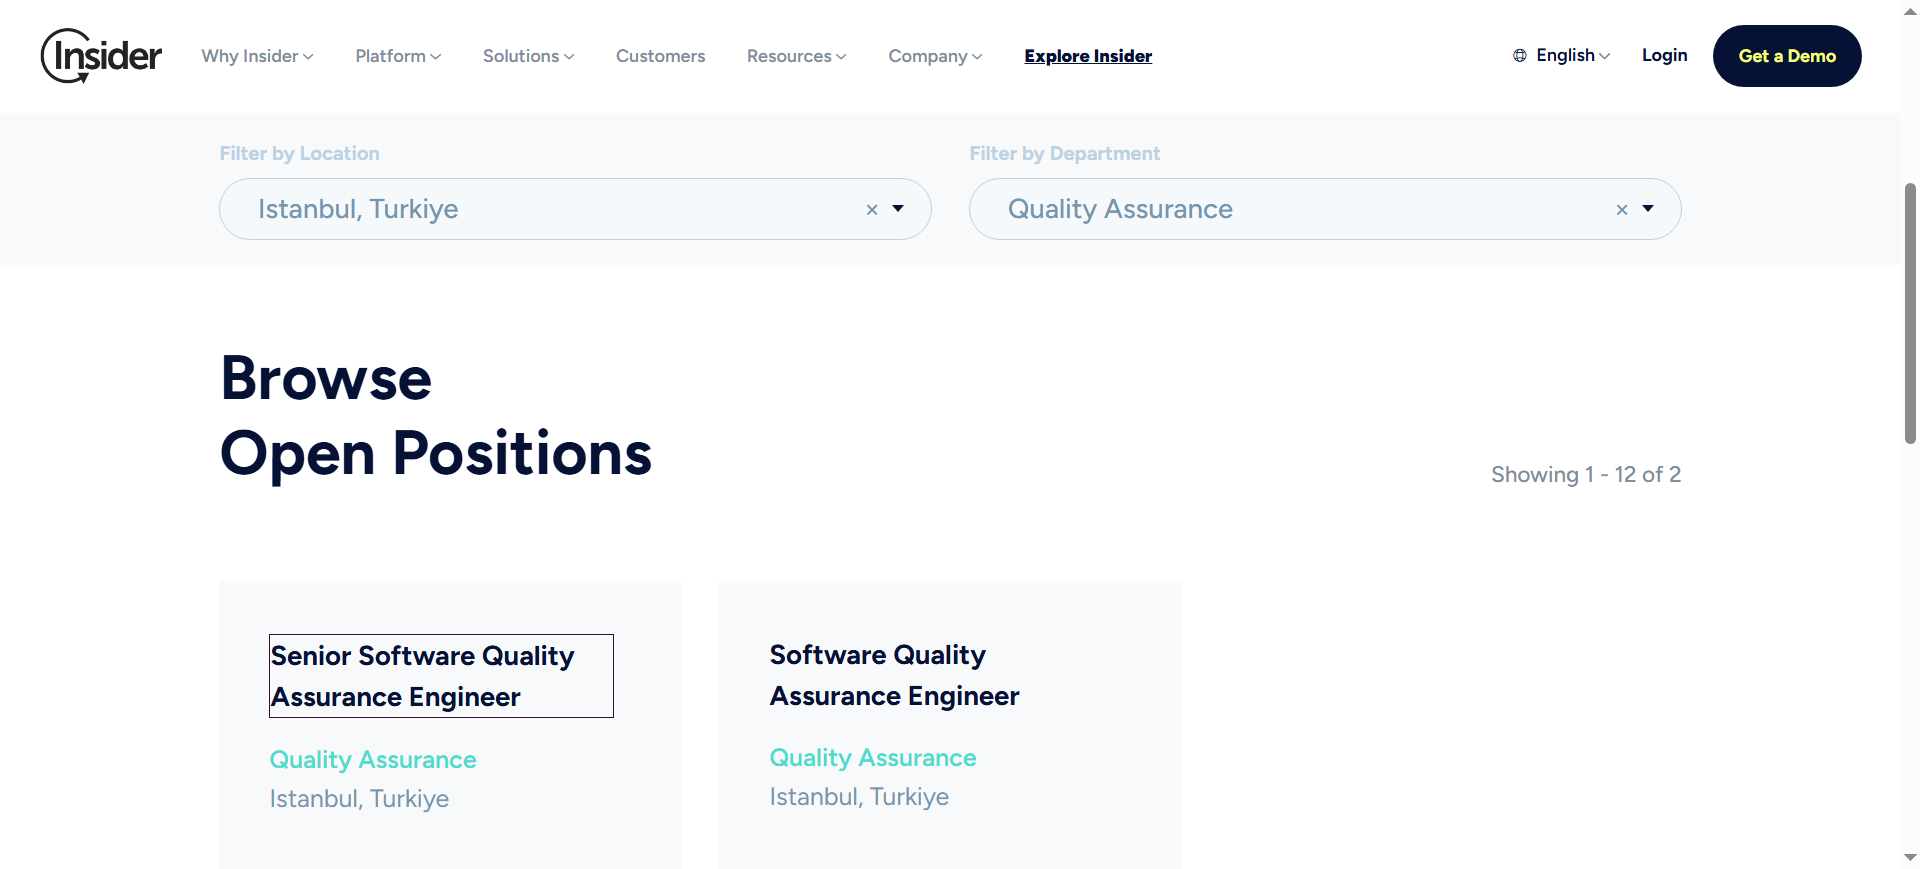 Insider
Why Insider
Platform
Solutions
Customers
Resources
Company
Explore Insider
English
Login
Get a Demo
Filter by Location
Filter by Department
Istanbul, Turkiye
×
Quality Assurance
×
Browse
Open Positions
Showing 1 - 12 of 2
Senior Software Quality
Assurance Engineer
Quality Assurance
Istanbul, Turkiye
Software Quality
Assurance Engineer
Quality Assurance
Istanbul, Turkiye